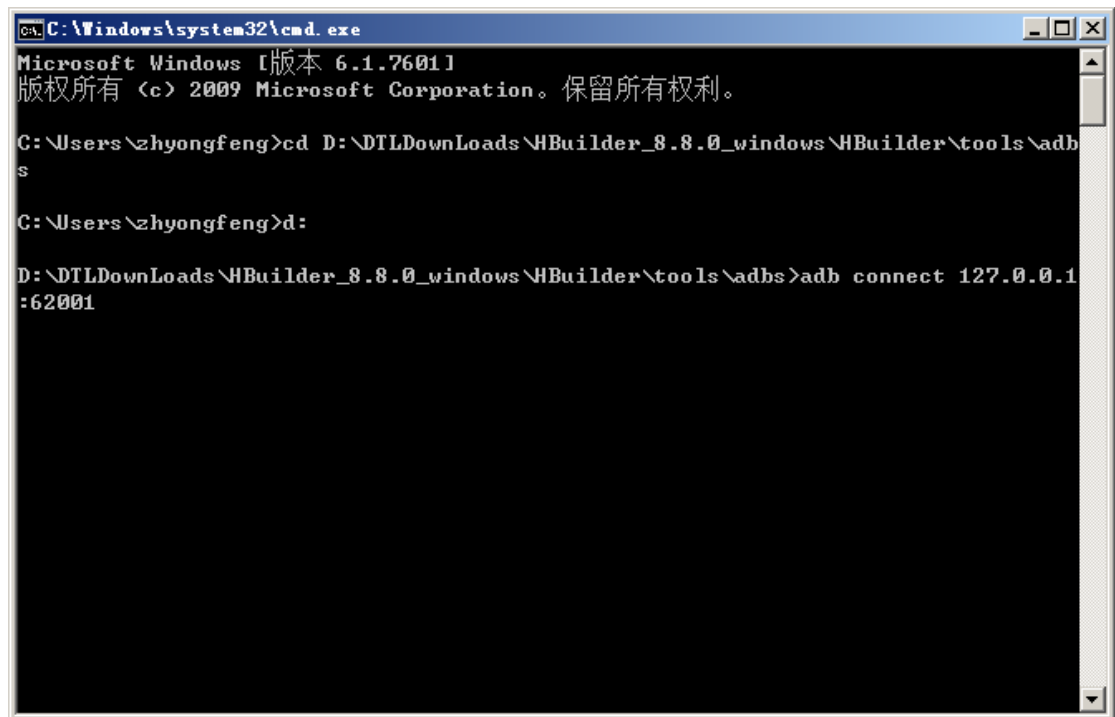 C:\Windows\system32\cmd.exe
Microsoft Windows [版本 6.1.7601]
版权所有 (c) 2009 Microsoft Corporation。保留所有权利。
C:\Users\zhyongfeng>cd D:\DTLDownLoads\HBuilder_8.8.0_windows\HBuilder\tools\adb
s
C:\Users\zhyongfeng>d:
D:\DTLDownLoads\HBuilder_8.8.0_windows\HBuilder\tools\adbs>adb connect 127.0.0.1
:62001